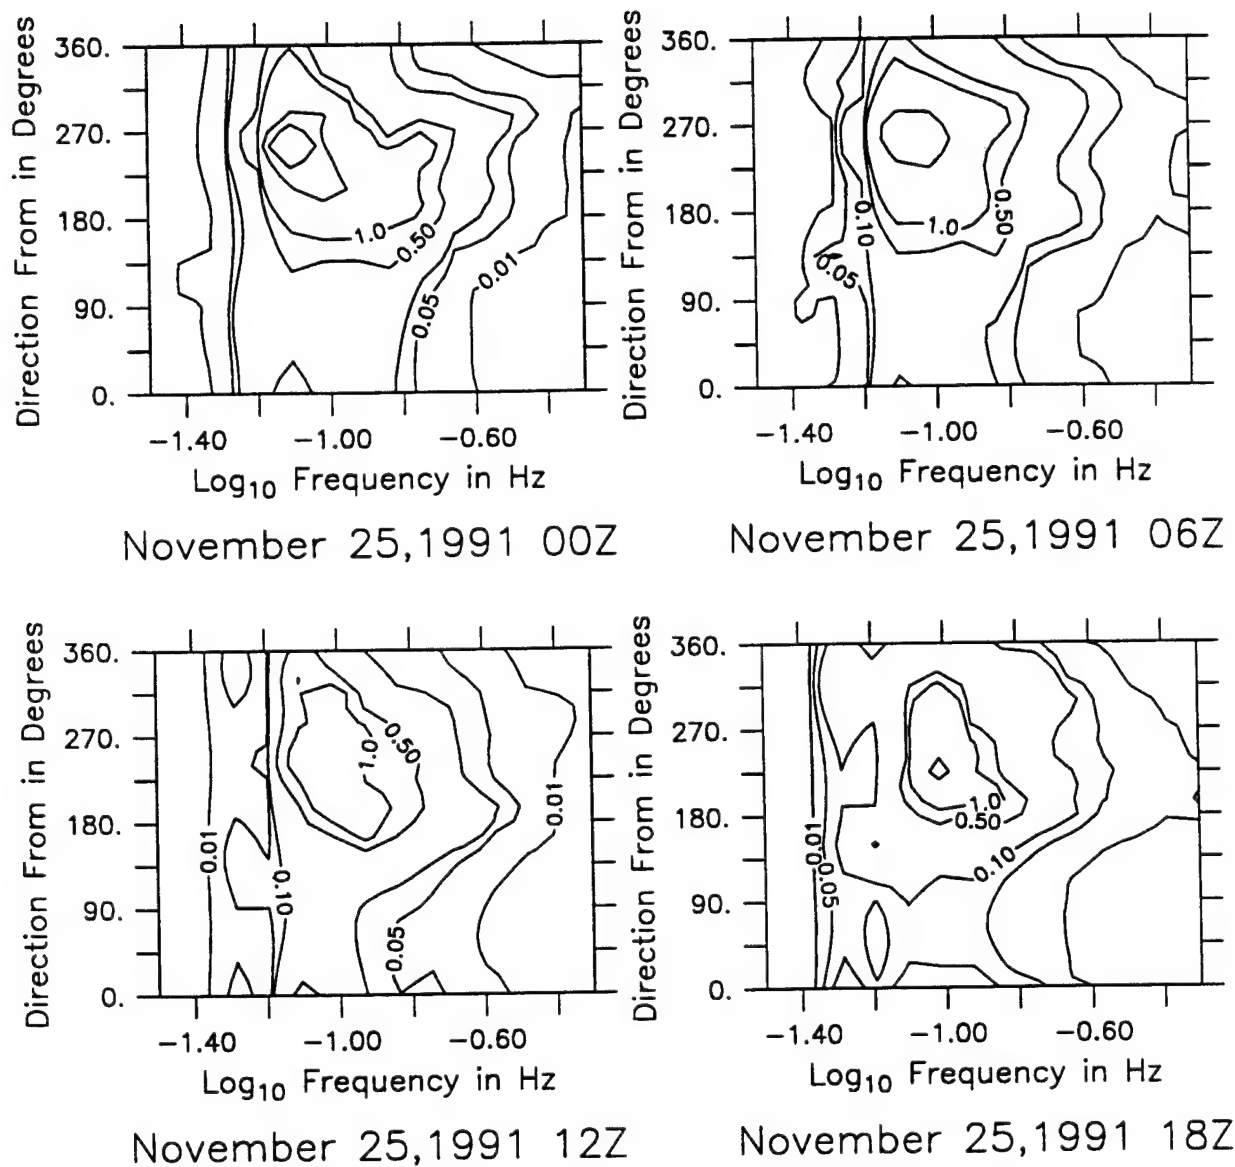 Direction From in Degrees
360.
270.
180.
90.
0.
1.0
0.50
0.01
0.05
−1.40 −1.00 −0.60
Log10 Frequency in Hz
November 25,1991 00Z
Direction From in Degrees
360.
270.
180.
90.
0.
0.10
1.0
0.50
0.05
−1.40 −1.00 −0.60
Log10 Frequency in Hz
November 25,1991 06Z
Direction From in Degrees
360.
270.
180.
90.
0.
1.0
0.50
0.01
0.01
0.10
0.05
−1.40 −1.00 −0.60
Log10 Frequency in Hz
November 25,1991 12Z
Direction From in Degrees
360.
270.
180.
90.
0.
1.0
0.50
0.01
0.05
0.10
−1.40 −1.00 −0.60
Log10 Frequency in Hz
November 25,1991 18Z